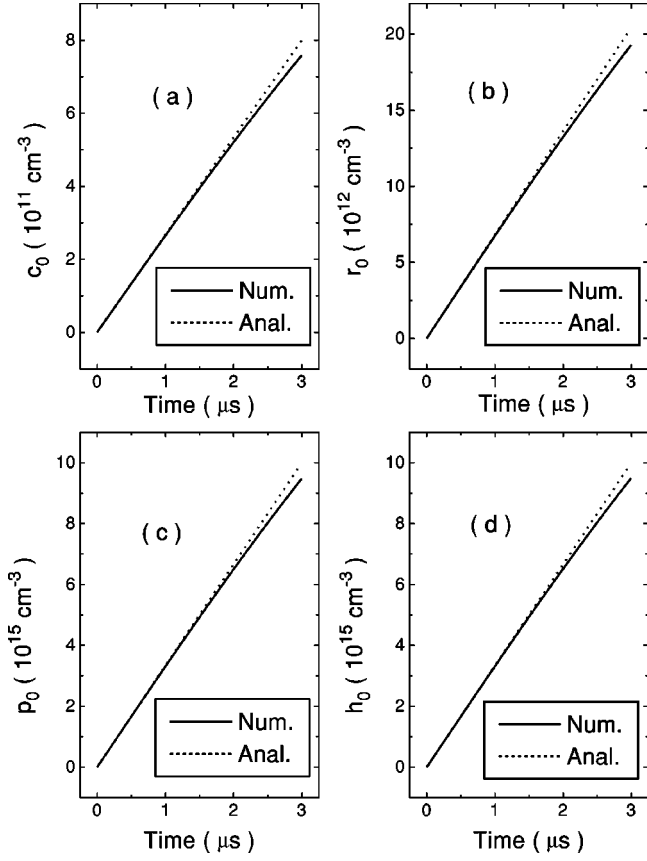 ( a )
8
6
4
2
0
c₀ ( 10¹¹ cm⁻³ )
Num.
Anal.
0 1 2 3
Time ( μs )
( b )
20
15
10
5
0
r₀ ( 10¹² cm⁻³ )
Num.
Anal.
0 1 2 3
Time ( μs )
( c )
10
8
6
4
2
0
p₀ ( 10¹⁵ cm⁻³ )
Num.
Anal.
0 1 2 3
Time ( μs )
( d )
10
8
6
4
2
0
h₀ ( 10¹⁵ cm⁻³ )
Num.
Anal.
0 1 2 3
Time ( μs )